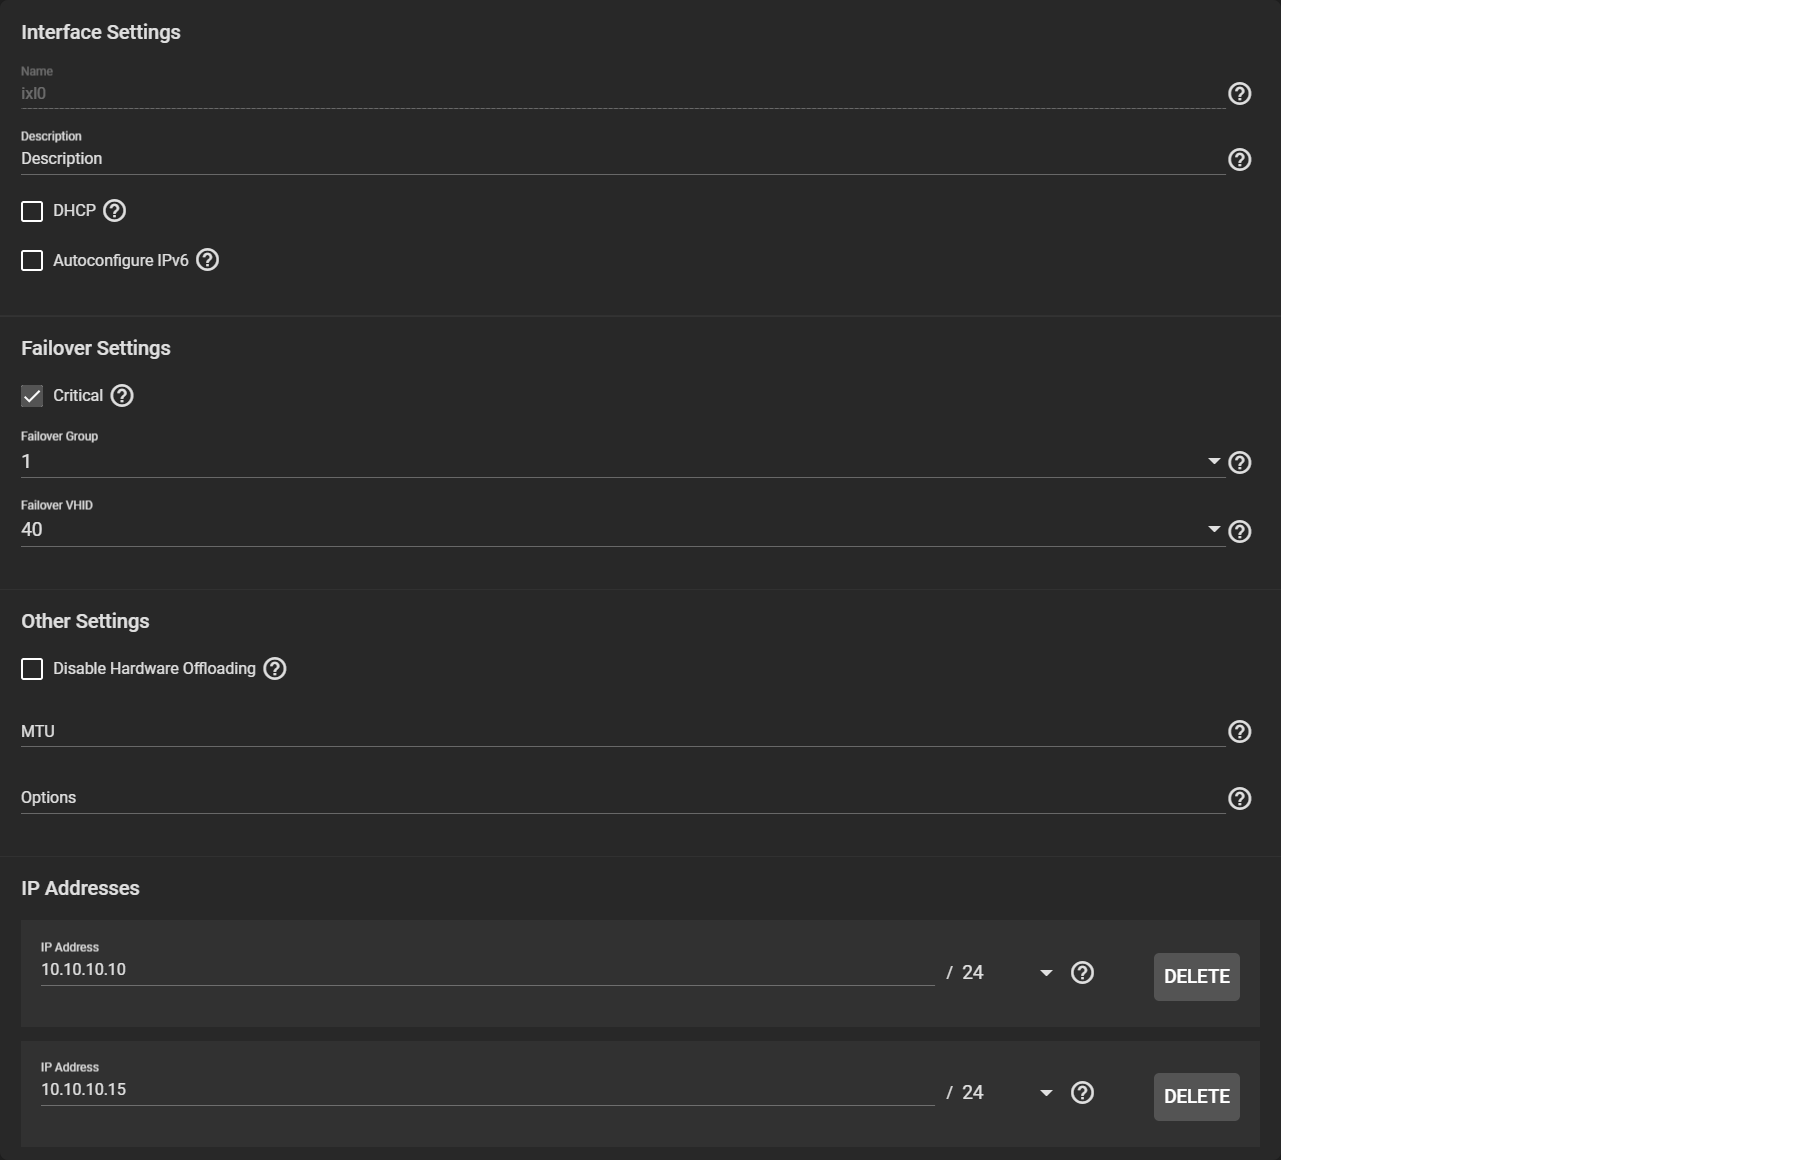 Interface Settings
Name
ixl0
Description
Description
DHCP
Autoconfigure IPv6
Failover Settings
Critical
Failover Group
1
Failover VHID
40
Other Settings
Disable Hardware Offloading
MTU
Options
IP Addresses
IP Address
10.10.10.10 / 24 DELETE
IP Address
10.10.10.15 / 24 DELETE